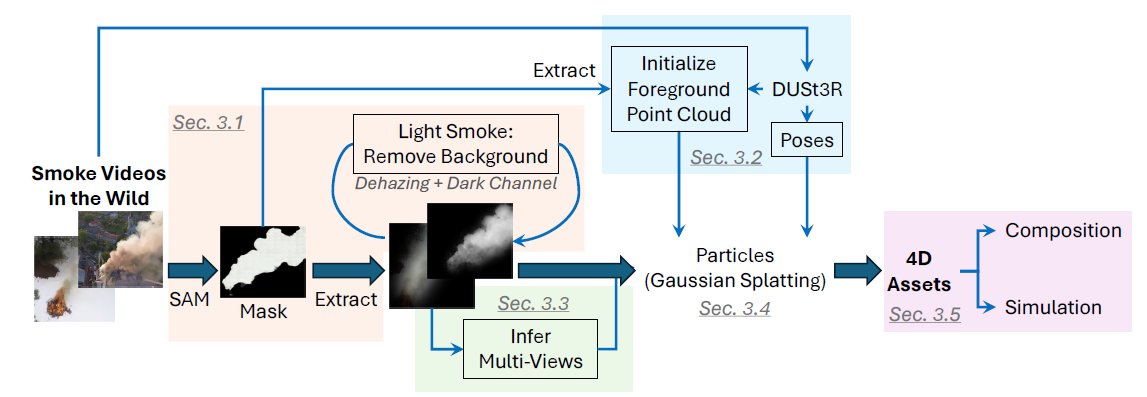 Extract
Initialize
Foreground
Point Cloud
DUSt3R
Poses
Sec. 3.2
Sec. 3.1
Light Smoke:
Remove Background
Dehazing + Dark Channel
Smoke Videos
in the Wild
SAM
Mask
Extract
Sec. 3.3
Infer
Multi-Views
Particles
(Gaussian Splatting)
Sec. 3.4
4D
Assets
Sec. 3.5
Composition
Simulation